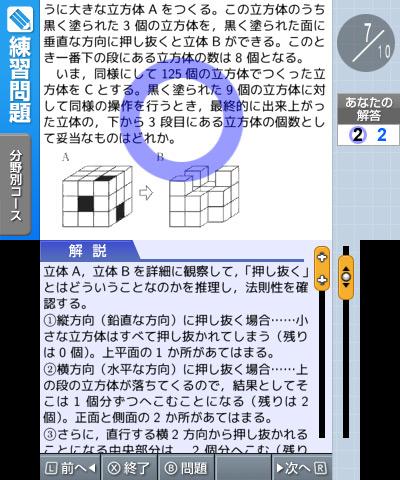 うに大きな立方体 A をつくる。この立方体のうち
黒く塗られた 3 個の立方体を，黒く塗られた面に
垂直な方向に押し抜くと立体 B ができる。このと
き一番下の段にある立方体の数は 8 個となる。
いま，同様にして 125 個の立方体でつくった立
方体を C とする。黒く塗られた 9 個の立方体に対
して同様の操作を行うとき，最終的に出来上がっ
た立体の，下から 3 段目にある立方体の個数とし
て妥当なものはどれか。
A
B
練習問題
分野別コース
7/10
あなたの
解答
2 2
解 説
立体 A，立体 B を詳細に観察して，「押し抜く」
とはどういうことなのかを推理し，法則性を確
認する。
①縦方向（鉛直な方向）に押し抜く場合……小
さな立方体はすべて押し抜かれてしまう（残り
は 0 個）。上平面の 1 か所があてはまる。
②横方向（水平な方向）に押し抜く場合……上
の段の立方体が落ちてくるので，結果としてそ
こは 1 個分ずつへこむことになる（残りは 2
個）。正面と側面の 2 か所があてはまる。
③さらに，直行する横 2 方向から押し抜かれる
ことになる中央部分は，2 個分へこむ（残り
L 前へ◀
X 終了
B 問題
▶次へ R